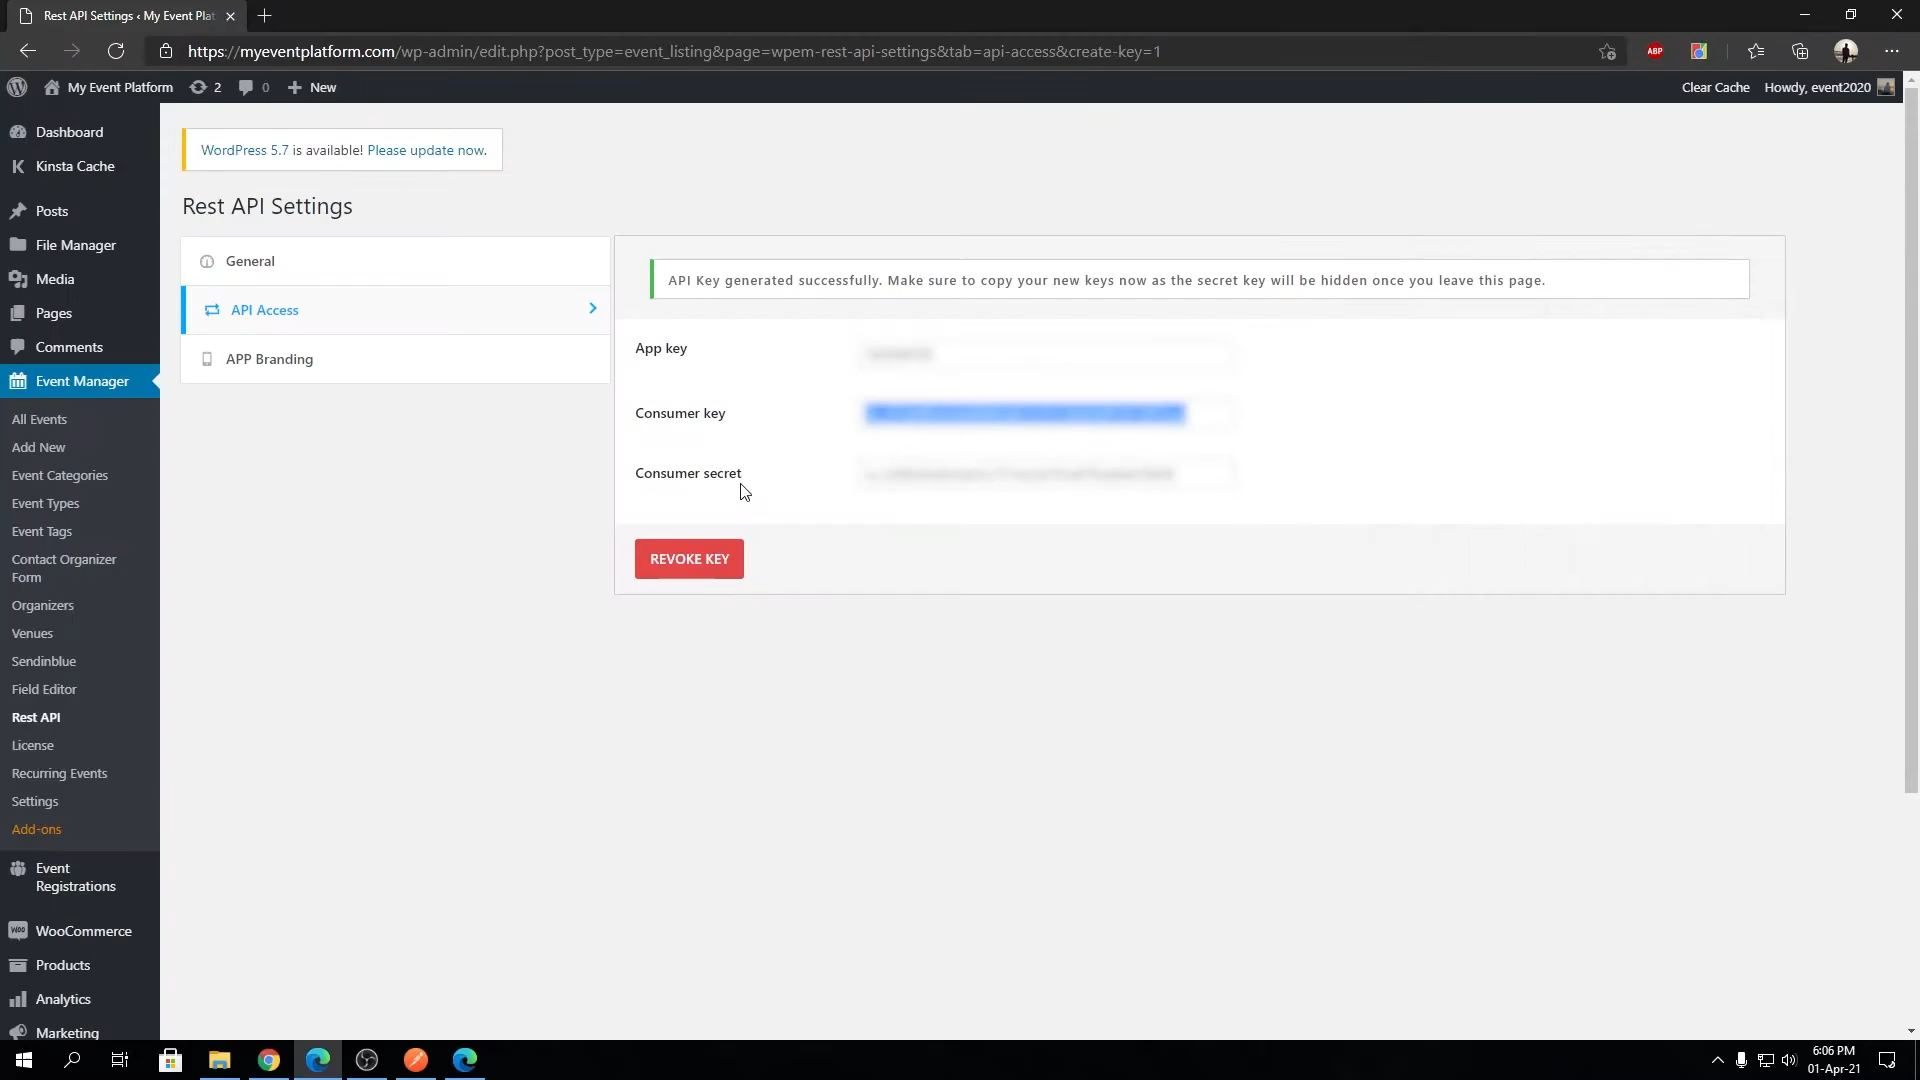 Rest API Settings ‹ My Event Plat
https://myeventplatform.com/wp-admin/edit.php?post_type=event_listing&page=wpem-rest-api-settings&tab=api-access&create-key=1
ABP
My Event Platform 2 0 New
Clear Cache Howdy, event2020
Dashboard
Kinsta Cache
Posts
File Manager
Media
Pages
Comments
Event Manager
All Events
Add New
Event Categories
Event Types
Event Tags
Contact Organizer
Form
Organizers
Venues
Sendinblue
Field Editor
Rest API
License
Recurring Events
Settings
Add-ons
Event
Registrations
WooCommerce
Products
Analytics
Marketing
WordPress 5.7 is available! Please update now.
Rest API Settings
General
API Access
APP Branding
API Key generated successfully. Make sure to copy your new keys now as the secret key will be hidden once you leave this page.
App key
Consumer key
Consumer secret
REVOKE KEY
6:06 PM
01-Apr-21